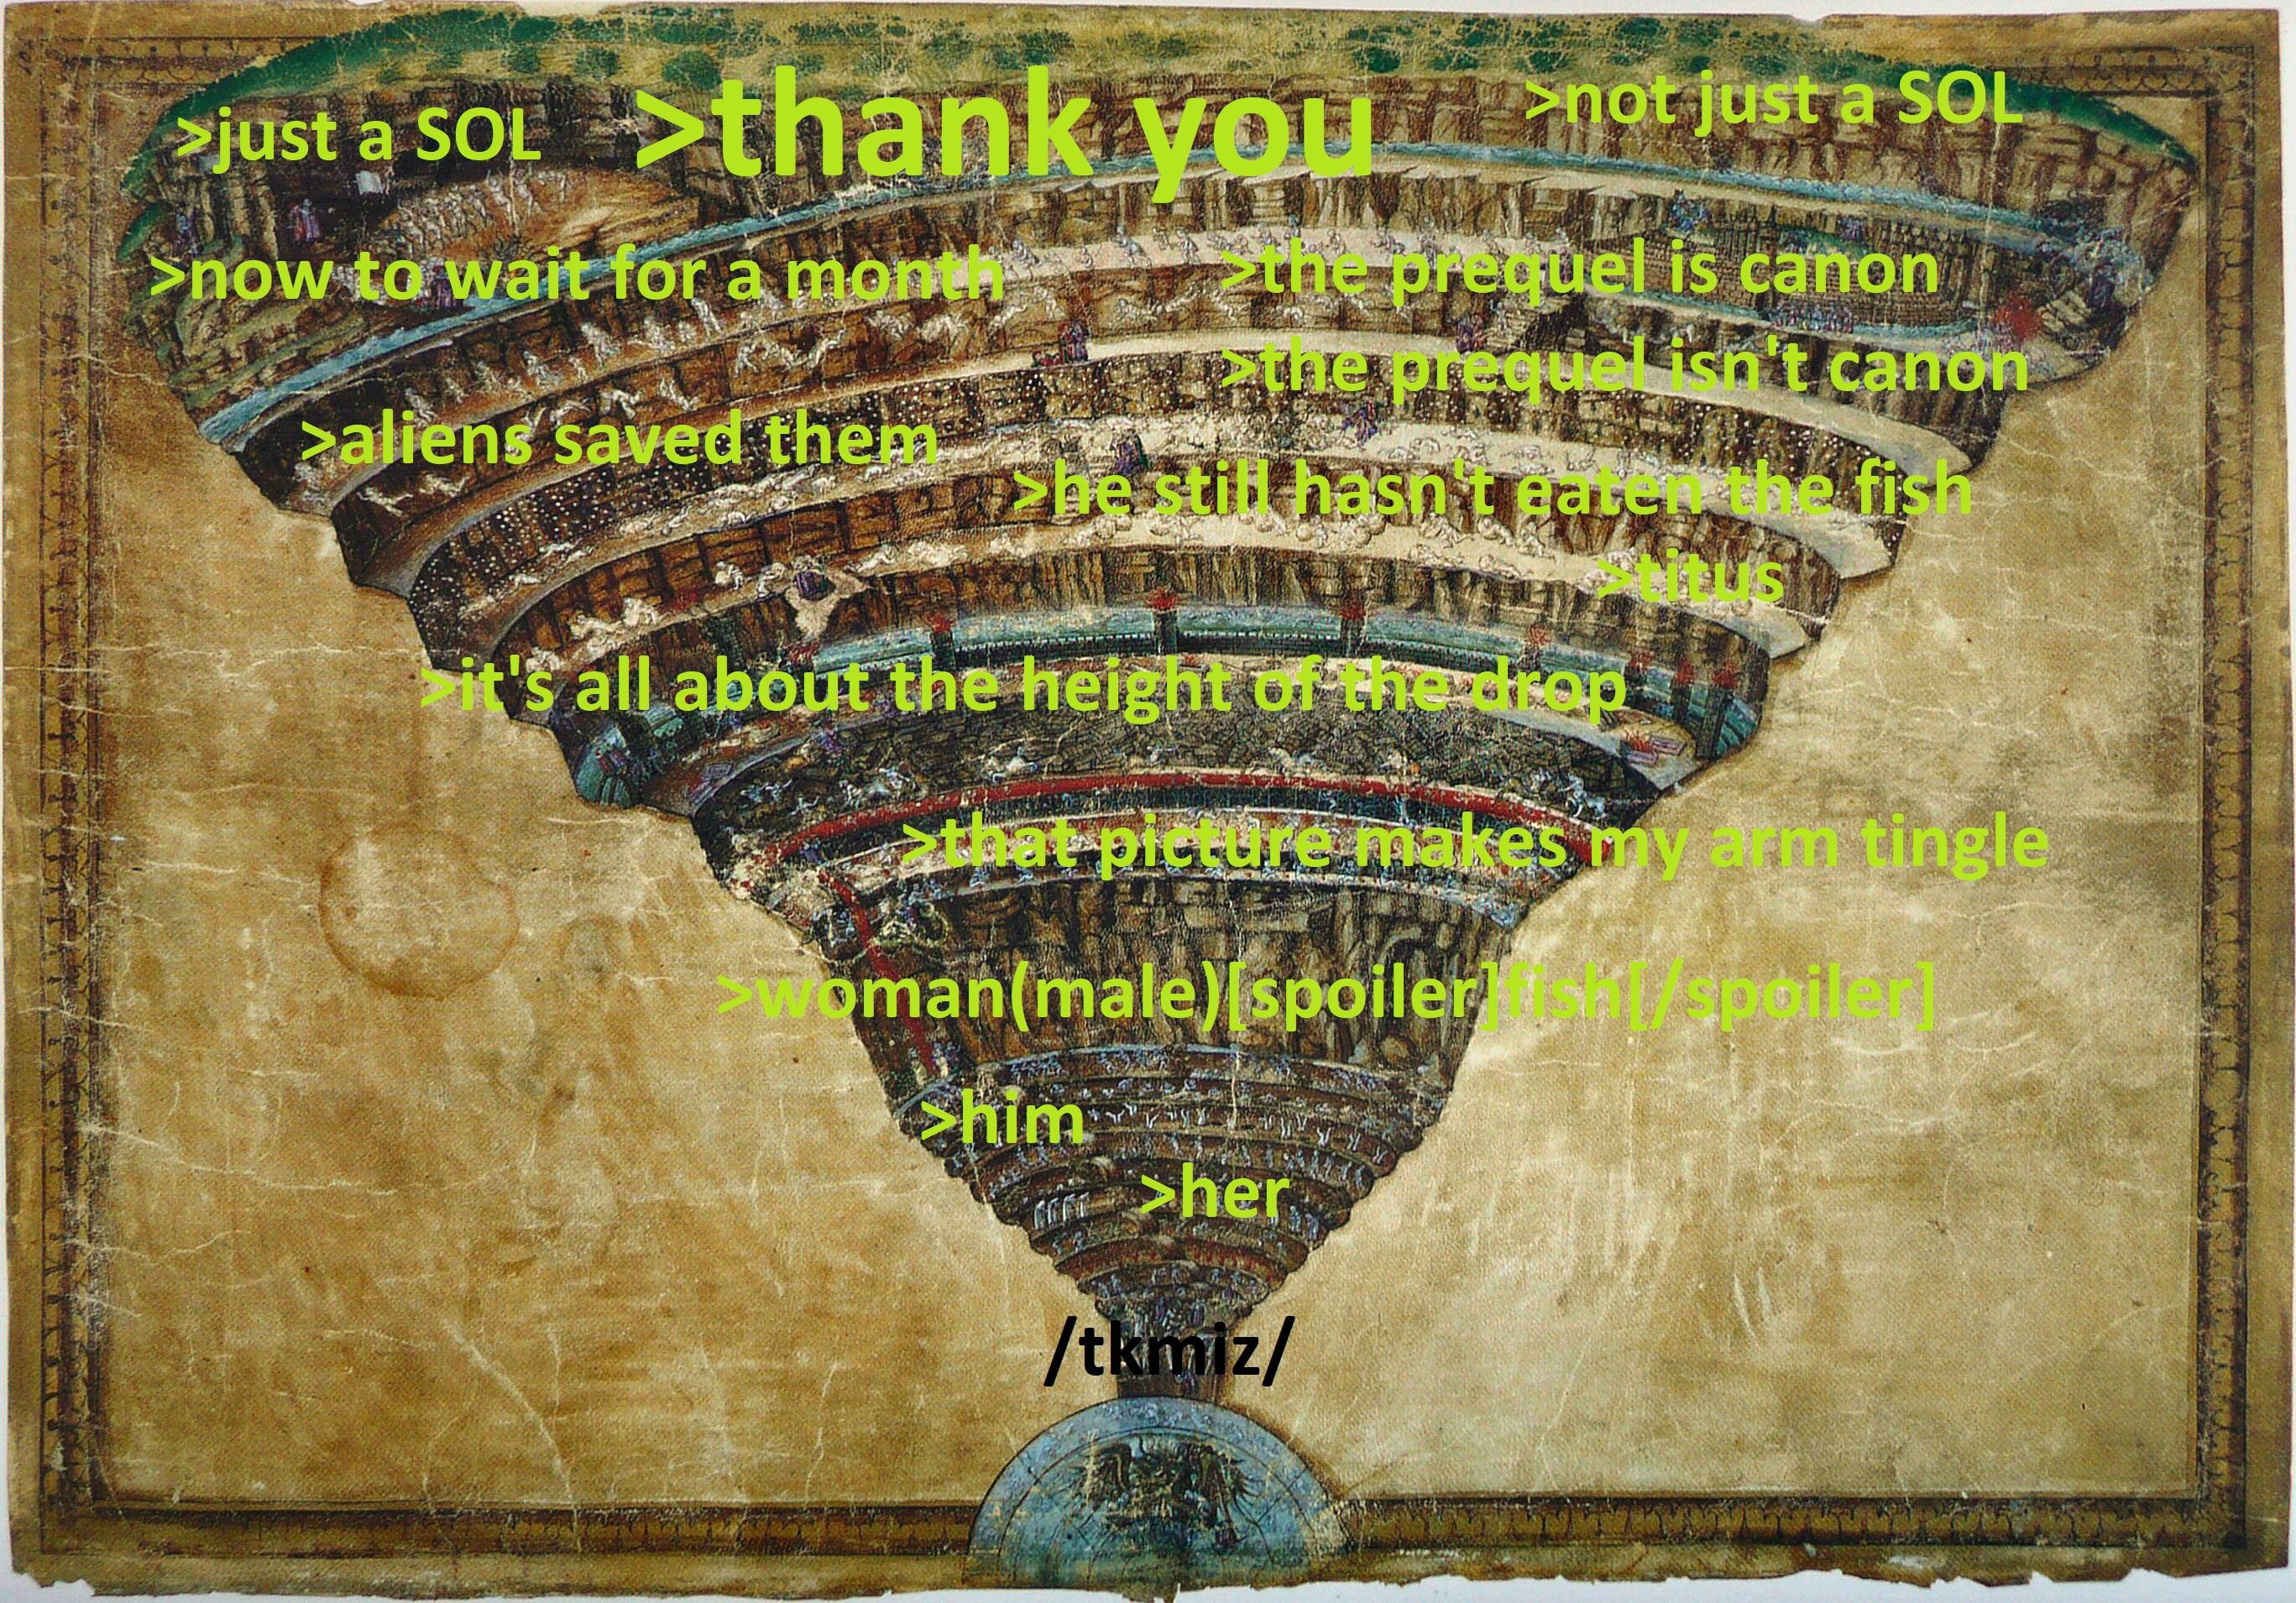 >just a SOL
>thank you
>not just a SOL
>now to wait for a month
>the prequel is canon
>the prequel isn't canon
>aliens saved them
>he still hasn't eaten the fish
>titus
>it's all about the height of the drop
>that picture makes my arm tingle
>woman(male)[spoiler]fish[/spoiler]
>him
>her
/tkmiz/